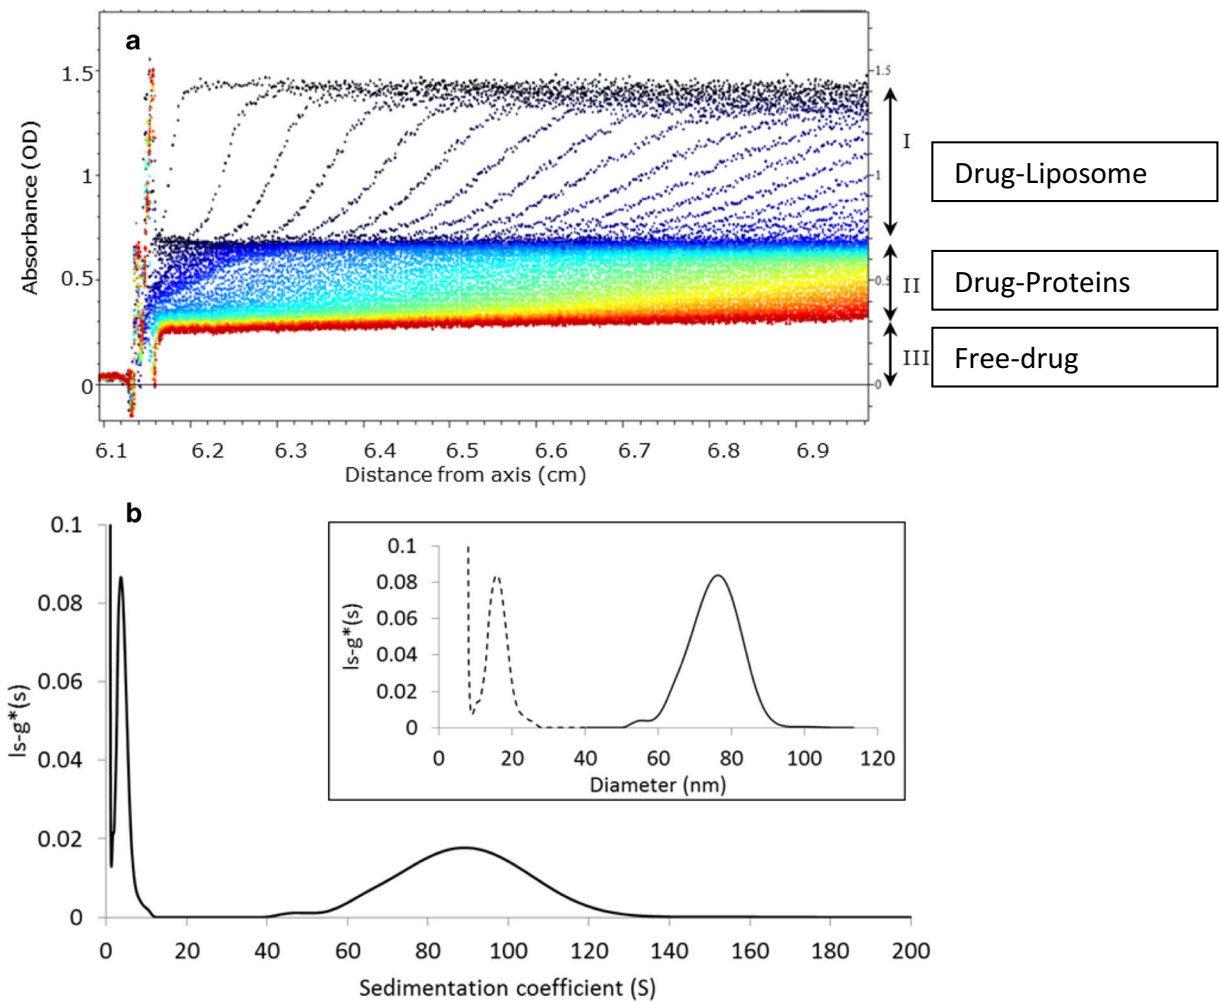 a
1.5
1
0.5
0
Absorbance (OD)
1.5
1
0.5
0
I
II
III
Drug-Liposome
Drug-Proteins
Free-drug
6.1 6.2 6.3 6.4 6.5 6.6 6.7 6.8 6.9
Distance from axis (cm)
b
0.1
0.08
0.06
0.04
0.02
0
ls-g*(s)
0.1
0.08
0.06
0.04
0.02
0
ls-g*(s)
0 20 40 60 80 100 120
Diameter (nm)
0 20 40 60 80 100 120 140 160 180 200
Sedimentation coefficient (S)